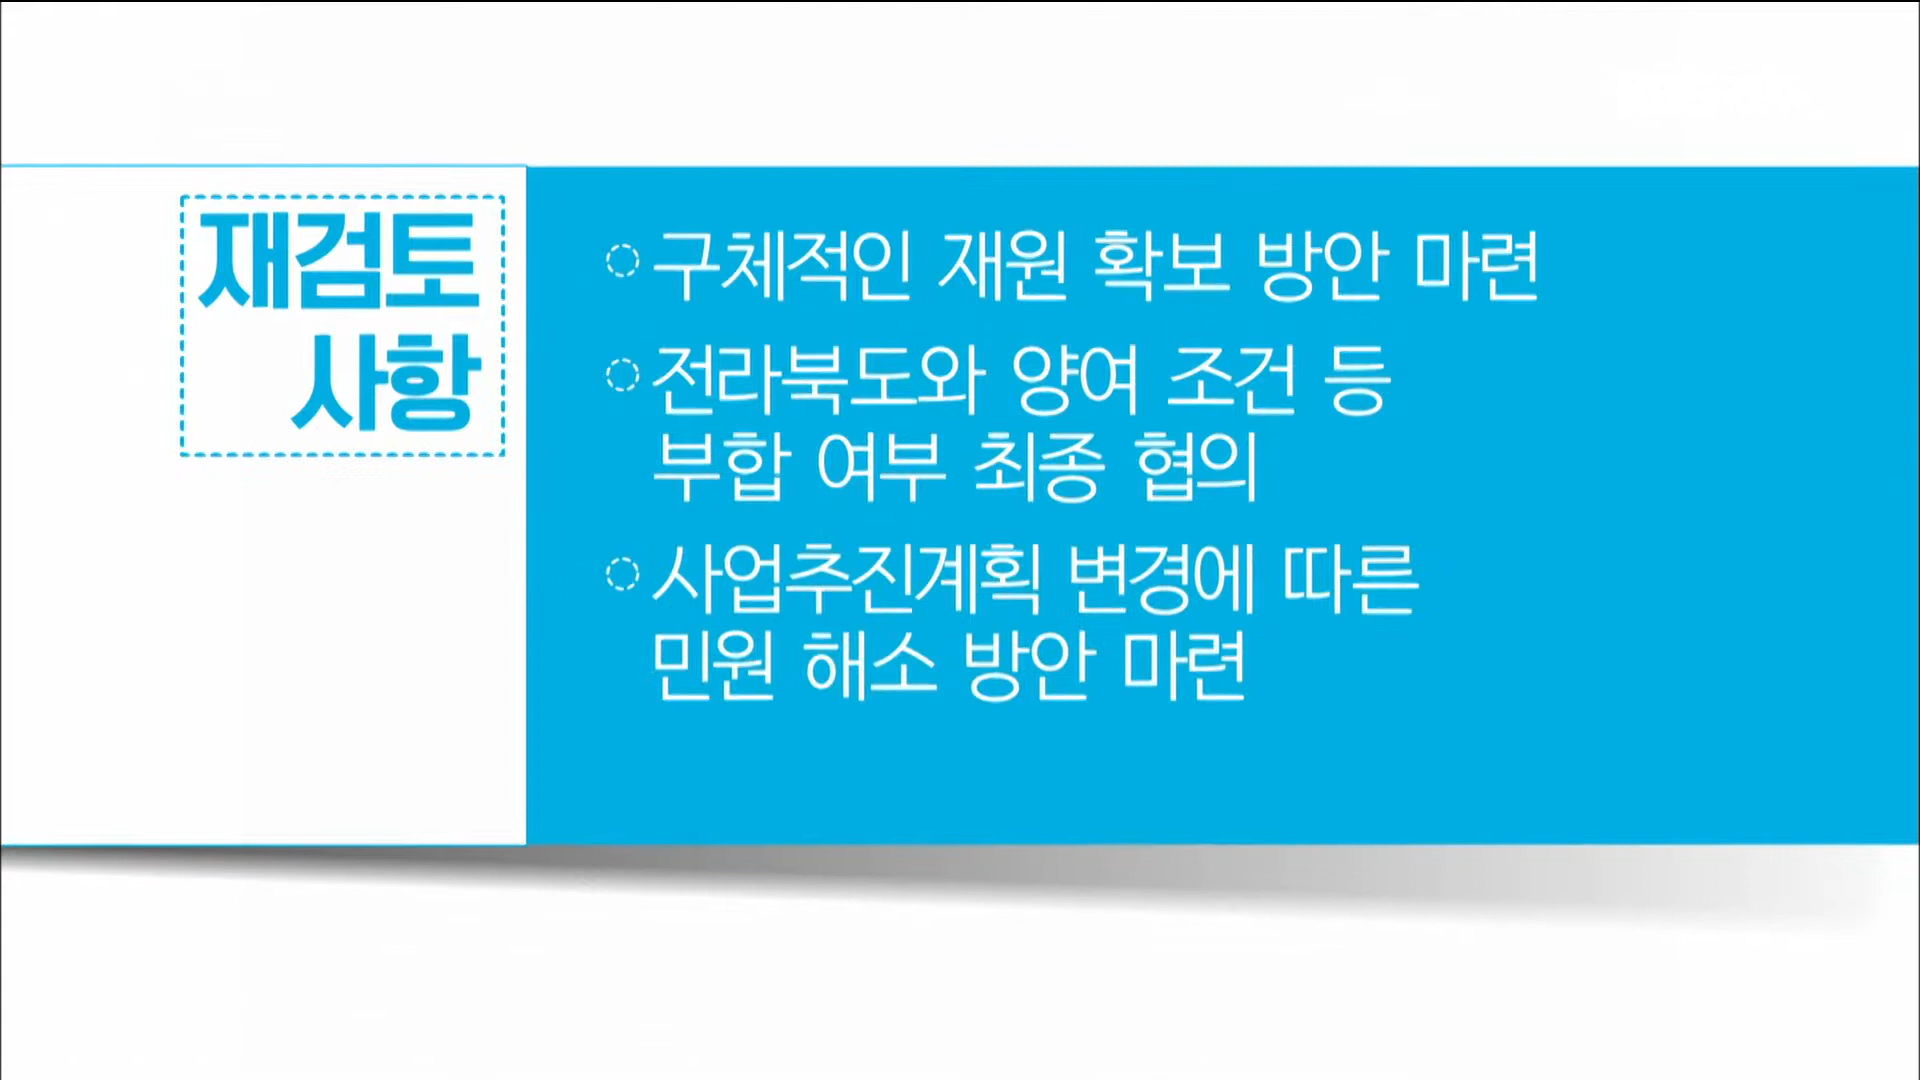 재검토
사항
구체적인 재원 확보 방안 마련
전라북도와 양여 조건 등
부합 여부 최종 협의
사업추진계획 변경에 따른
민원 해소 방안 마련